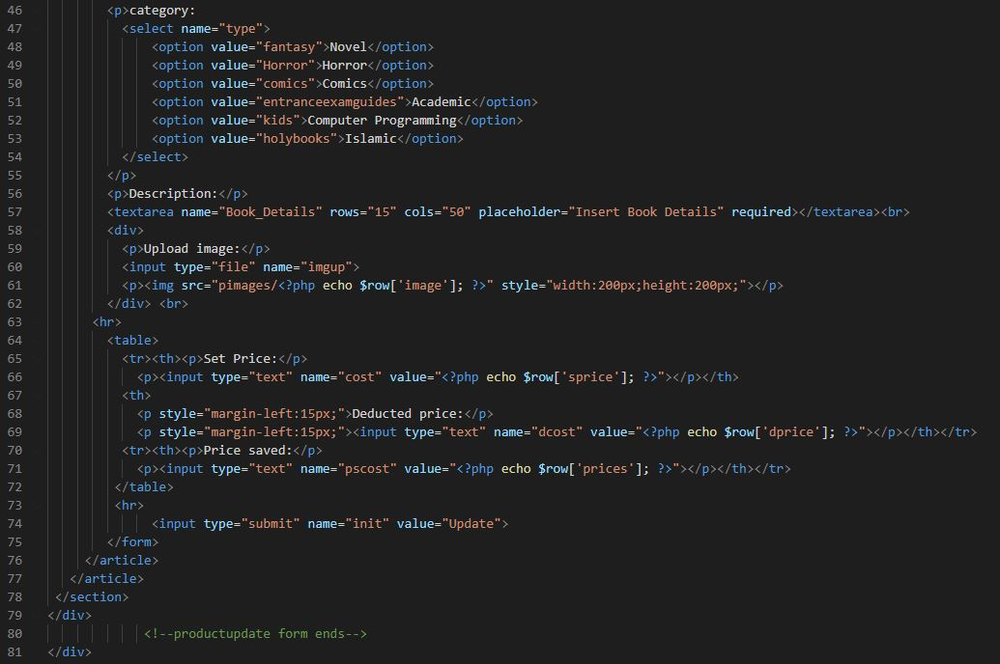 46 <p>category:
47 <select name="type">
48 <option value="fantasy">Novel</option>
49 <option value="Horror">Horror</option>
50 <option value="comics">Comics</option>
51 <option value="entranceexamguides">Academic</option>
52 <option value="kids">Computer Programming</option>
53 <option value="holybooks">Islamic</option>
54 </select>
55 </p>
56 <p>Description:</p>
57 <textarea name="Book_Details" rows="15" cols="50" placeholder="Insert Book Details" required></textarea><br>
58 <div>
59 <p>Upload image:</p>
60 <input type="file" name="imgup">
61 <p><img src="pimages/<?php echo $row['image']; ?>" style="width:200px;height:200px;"></p>
62 </div> <br>
63 <hr>
64 <table>
65 <tr><th><p>Set Price:</p>
66 <p><input type="text" name="cost" value="<?php echo $row['sprice']; ?>"></p></th>
67 <th>
68 <p style="margin-left:15px;">Deducted price:</p>
69 <p style="margin-left:15px;"><input type="text" name="dcost" value="<?php echo $row['dprice']; ?>"></p></th></tr>
70 <tr><th><p>Price saved:</p>
71 <p><input type="text" name="pscost" value="<?php echo $row['prices']; ?>"></p></th></tr>
72 </table>
73 <hr>
74 <input type="submit" name="init" value="Update">
75 </form>
76 </article>
77 </article>
78 </section>
79 </div>
80 <!--productupdate form ends-->
81 </div>